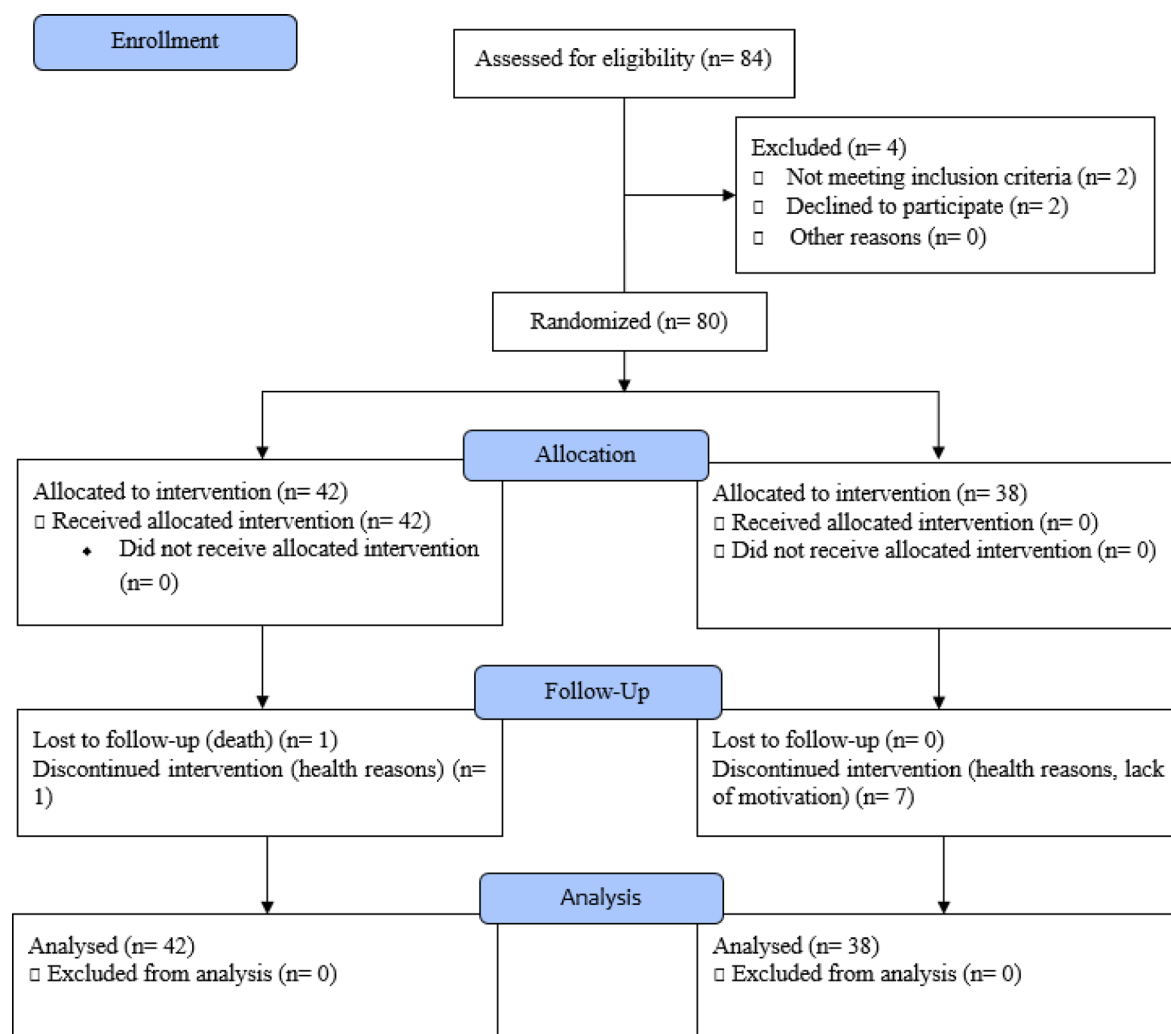 Enrollment
Assessed for eligibility (n= 84)
Excluded (n= 4)
Not meeting inclusion criteria (n= 2)
Declined to participate (n= 2)
Other reasons (n= 0)
Randomized (n= 80)
Allocation
Allocated to intervention (n= 42)
Received allocated intervention (n= 42)
Did not receive allocated intervention
(n= 0)
Allocated to intervention (n= 38)
Received allocated intervention (n= 0)
Did not receive allocated intervention (n= 0)
Follow-Up
Lost to follow-up (death) (n= 1)
Discontinued intervention (health reasons) (n=
1)
Lost to follow-up (n= 0)
Discontinued intervention (health reasons, lack
of motivation) (n= 7)
Analysis
Analysed (n= 42)
Excluded from analysis (n= 0)
Analysed (n= 38)
Excluded from analysis (n= 0)